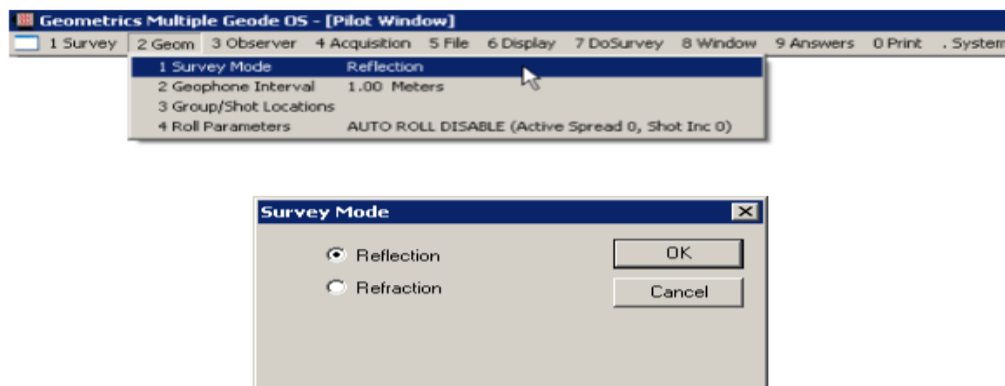 Geometrics Multiple Geode OS - [Pilot Window]
1 Survey 2 Geom 3 Observer 4 Acquisition 5 File 6 Display 7 DoSurvey 8 Window 9 Answers 0 Print . System
1 Survey Mode Reflection
2 Geophone Interval 1.00 Meters
3 Group/Shot Locations
4 Roll Parameters AUTO ROLL DISABLE (Active Spread 0, Shot Inc 0)
Survey Mode
Reflection
OK
Refraction
Cancel